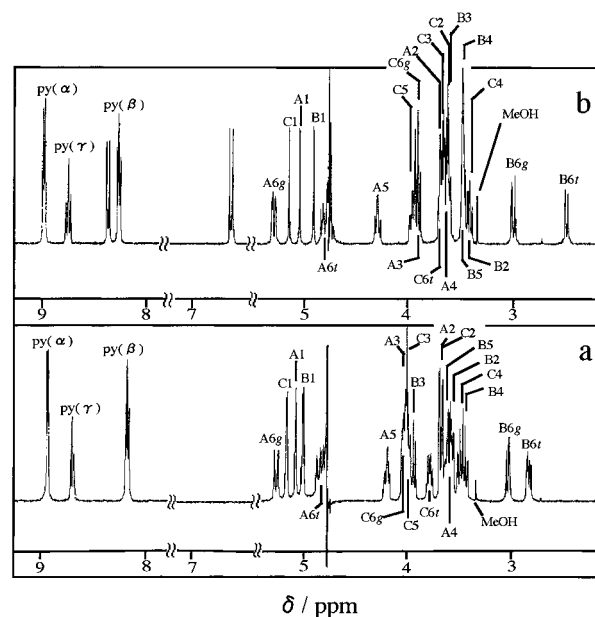 b
py(α)
py(γ)
py(β)
A6g
C1
A1
B1
A6t
A5
C5
C6g
A2
C3
C2
B3
B4
C4
MeOH
B6g
B6t
A3
C6t
A4
B5
B2
9
8
7
5
4
3
a
py(α)
py(γ)
py(β)
A6g
C1
A1
B1
A6t
A5
A3
C3
B3
A2
C2
B5
B2
C4
B4
B6g
B6t
C6g
C5
C6t
A4
MeOH
9
8
7
5
4
3
δ / ppm